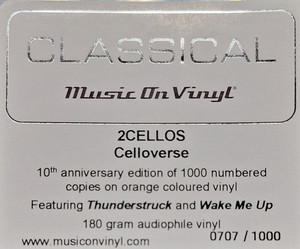 CLASSICAL
Music On Vinyl®
2CELLOS
Celloverse
10th anniversary edition of 1000 numbered
copies on orange coloured vinyl
Featuring Thunderstruck and Wake Me Up
180 gram audiophile vinyl
www.musiconvinyl.com 0707 / 1000